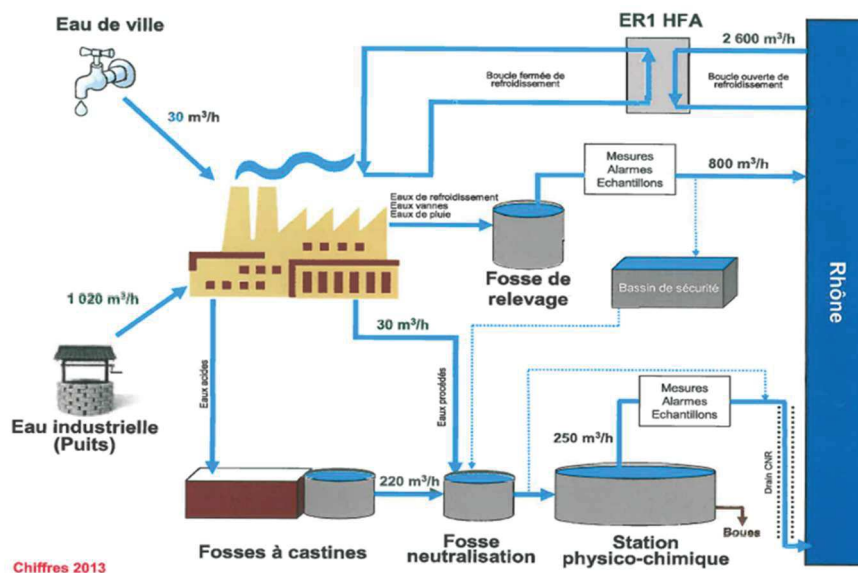 Eau de ville
30 m³/h
ER1 HFA
2 600 m³/h
Boucle fermée de
refroidissement
Boucle ouverte de
refroidissement
Mesures
Alarmes
Echantillons
800 m³/h
Eaux de refroidissement
Eaux vannes
Eaux de pluie
Fosse de
relevage
Bassin de sécurité
Rhône
1 020 m³/h
Eau industrielle
(Puits)
30 m³/h
Eaux acides
Eaux procédés
Mesures
Alarmes
Echantillons
250 m³/h
Drain CNR
220 m³/h
Boues
Fosses à castines
Fosse
neutralisation
Station
physico-chimique
Chiffres 2013